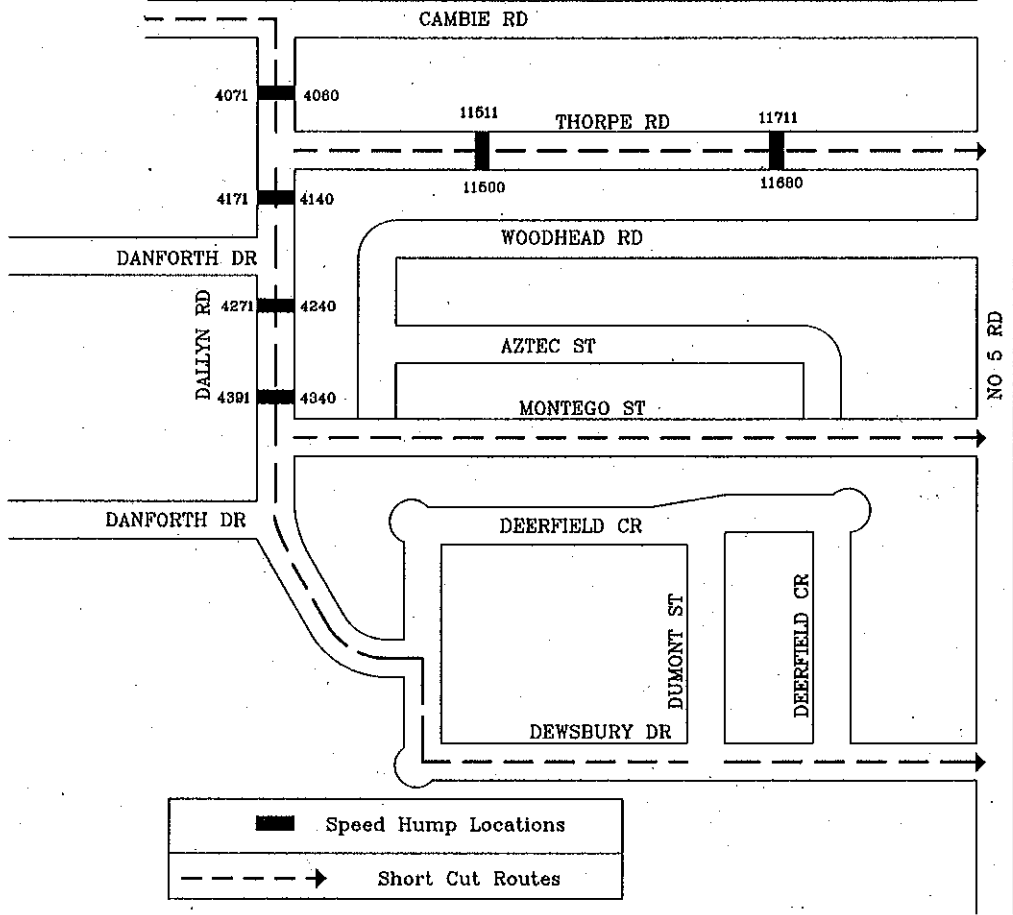 CAMBIE RD
4071
4060
11511
THORPE RD
11711
11500
11680
4171
4140
WOODHEAD RD
DANFORTH DR
DALLYN RD
4271
4240
NO 5 RD
AZTEC ST
4391
4340
MONTEGO ST
DANFORTH DR
DEERFIELD CR
DUMONT ST
DEERFIELD CR
DEWSBURY DR
Speed Hump Locations
Short Cut Routes